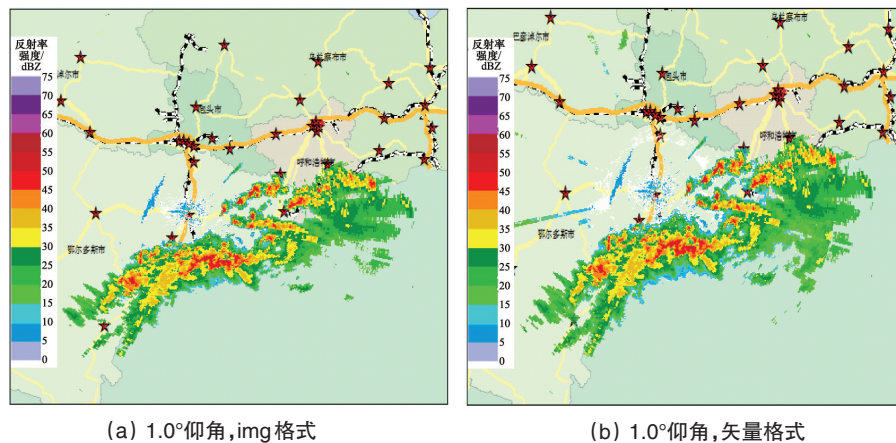 反射率
强度/
dBZ
75
70
65
60
55
50
45
40
35
30
25
20
15
10
5
0
乌兰察布市
淖尔市
包头市
呼和浩特市
鄂尔多斯市
(a) 1.0°仰角,img格式
反射率
强度/
dBZ
75
70
65
60
55
50
45
40
35
30
25
20
15
10
5
0
乌兰察布市
巴彦淖尔市
包头市
呼和浩特市
鄂尔多斯市
(b) 1.0°仰角,矢量格式